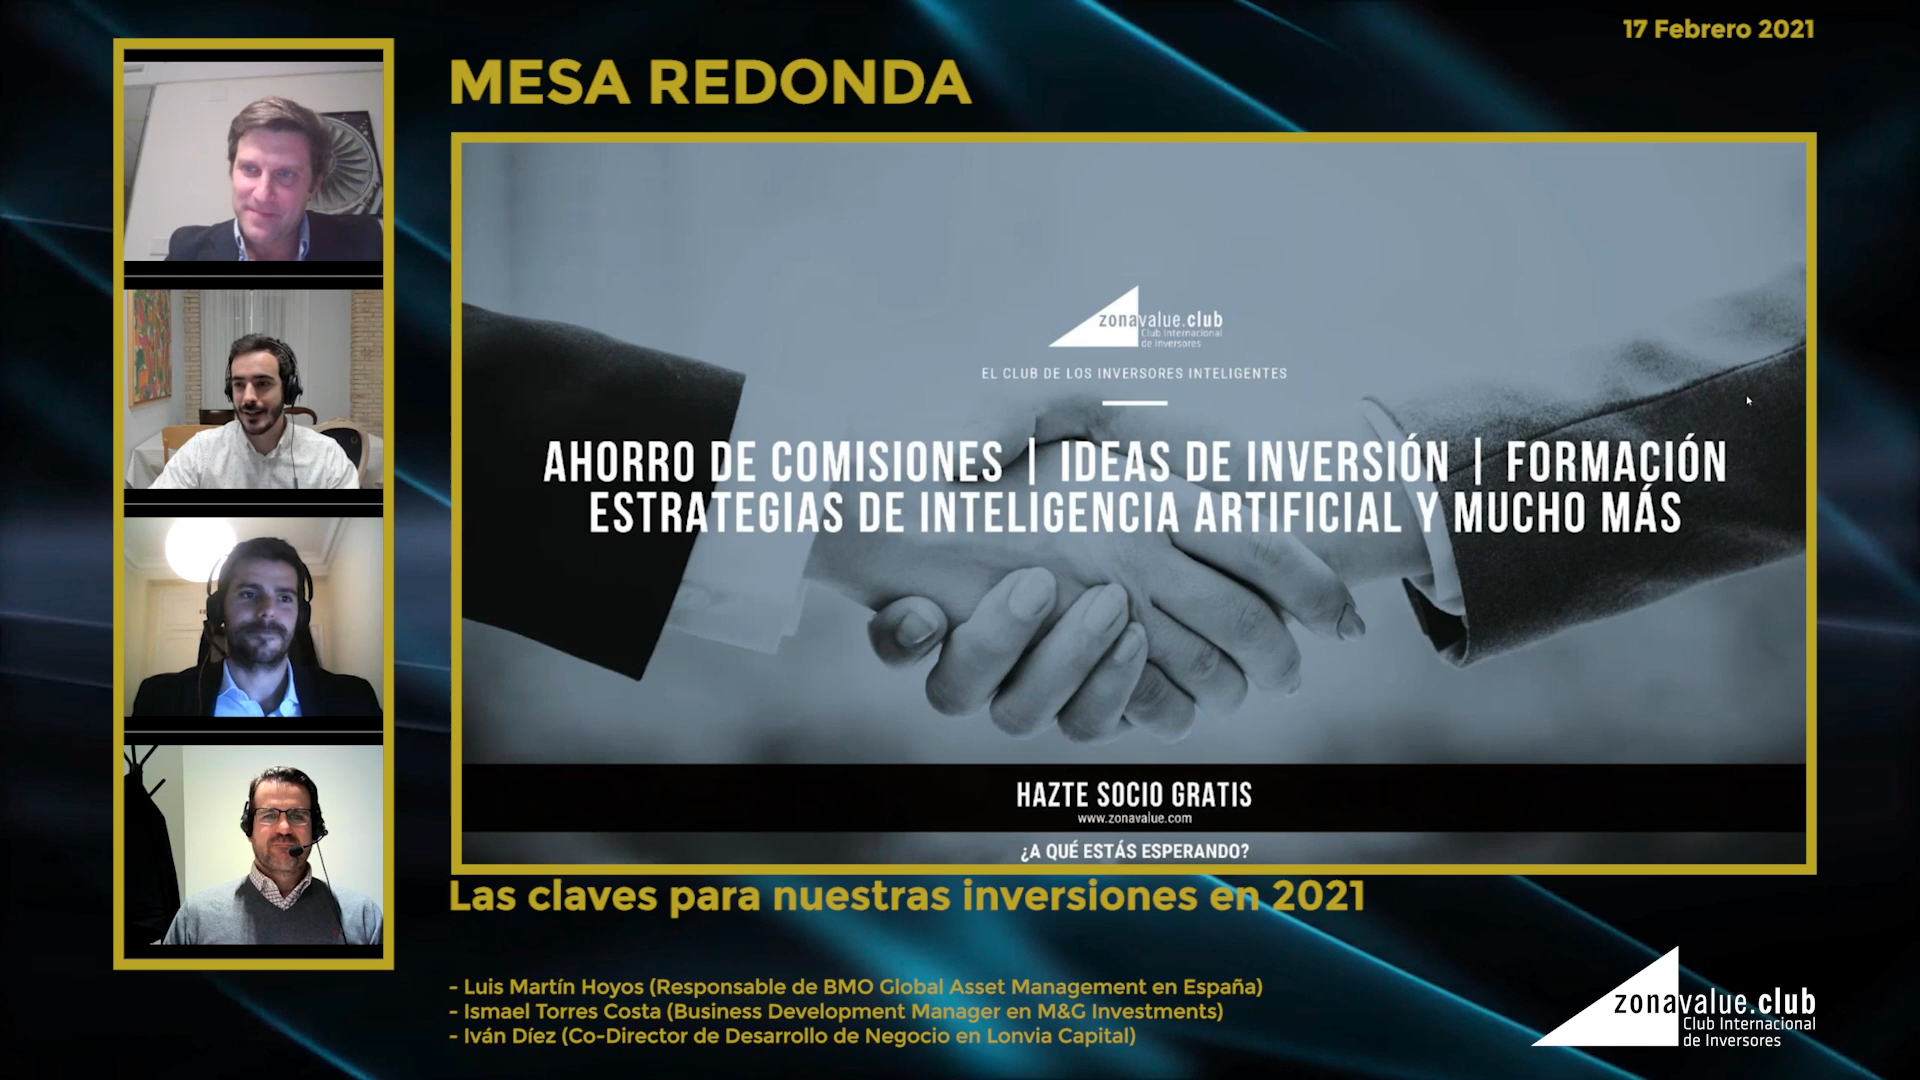 17 Febrero 2021
MESA REDONDA
zonavalue.club
Club Internacional
de Inversores
EL CLUB DE LOS INVERSORES INTELIGENTES
AHORRO DE COMISIONES | IDEAS DE INVERSIÓN | FORMACIÓN
ESTRATEGIAS DE INTELIGENCIA ARTIFICIAL Y MUCHO MÁS
HAZTE SOCIO GRATIS
www.zonavalue.com
¿A QUÉ ESTÁS ESPERANDO?
Las claves para nuestras inversiones en 2021
- Luis Martín Hoyos (Responsable de BMO Global Asset Management en España)
- Ismael Torres Costa (Business Development Manager en M&G Investments)
- Iván Díez (Co-Director de Desarrollo de Negocio en Lonvia Capital)
zonavalue.club
Club Internacional
de Inversores